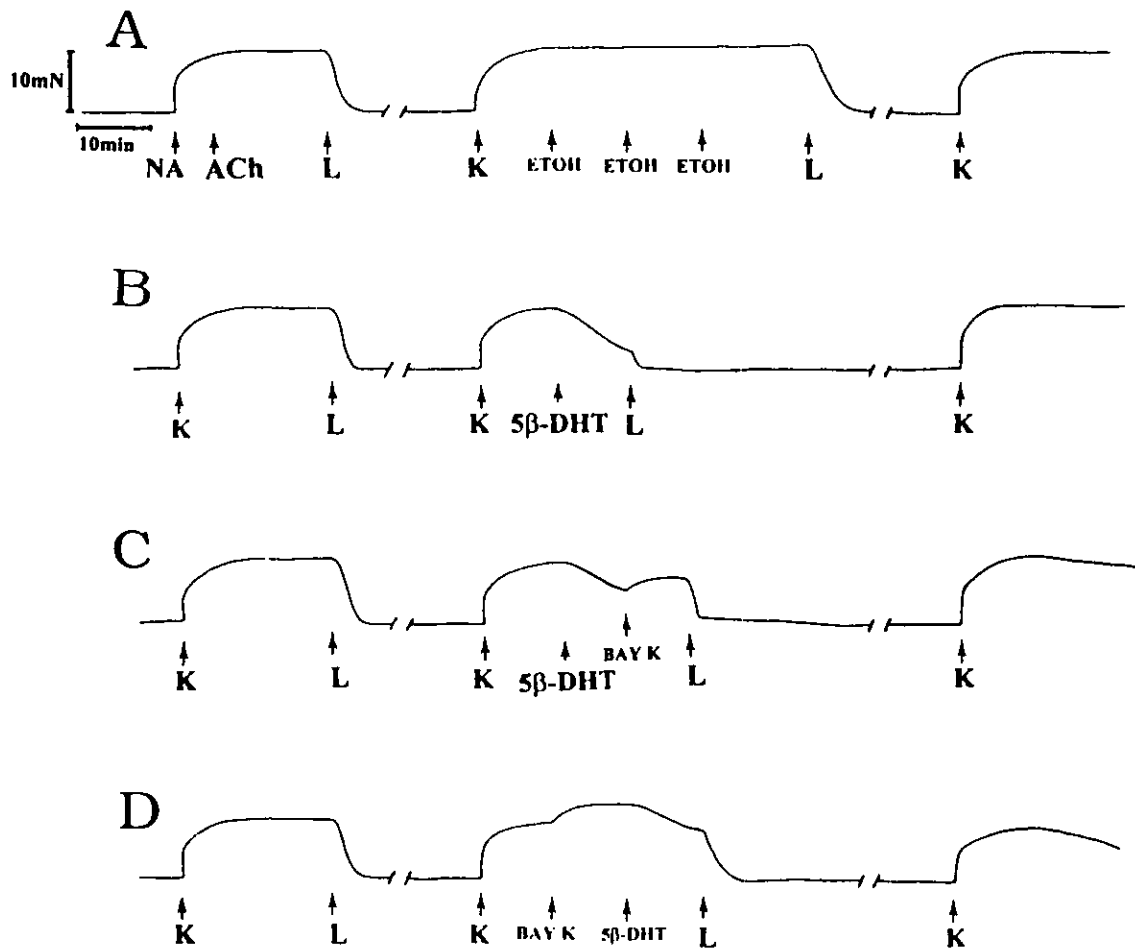 A
10mN
10min
NA ACh L K ETOH ETOH ETOH L K
B
K L K 5β-DHT L K
C
BAY K
K L K 5β-DHT L K
D
K L K BAY K 5β-DHT L K